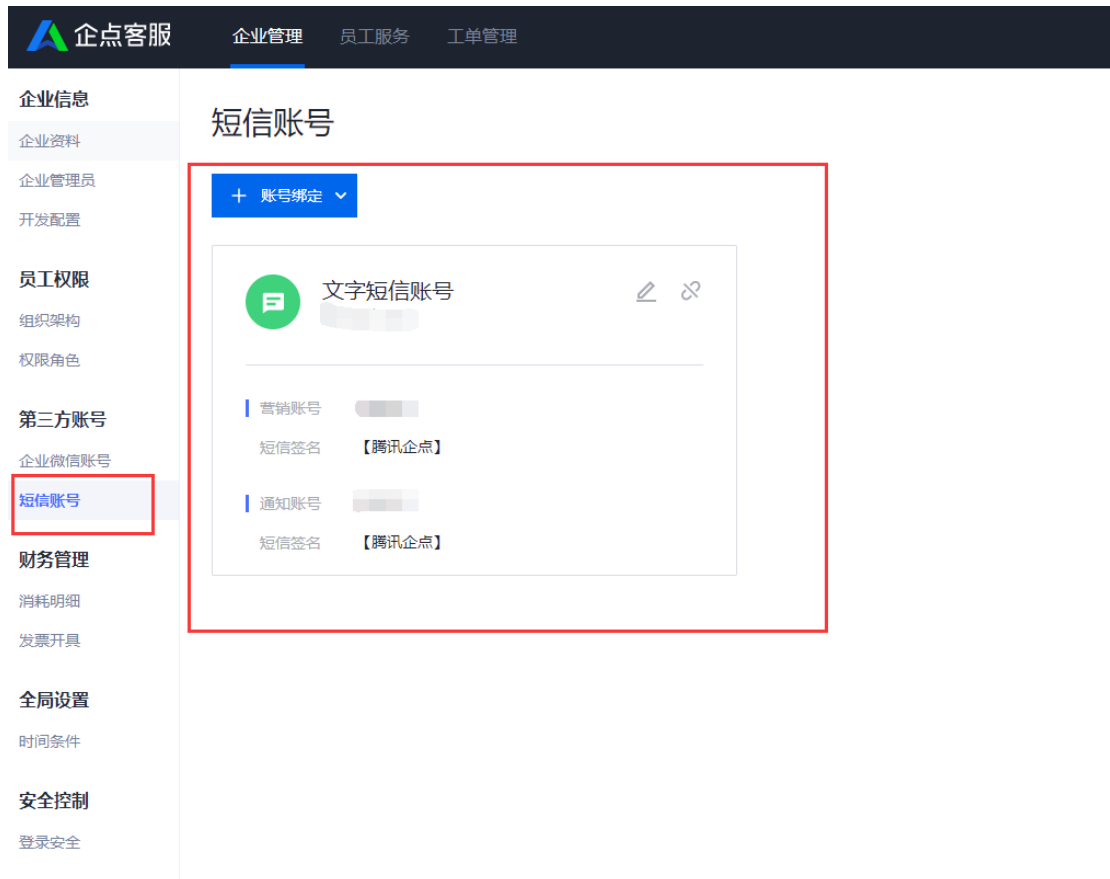 企点客服
企业管理 员工服务 工单管理
企业信息
企业资料
企业管理员
开发配置
员工权限
组织架构
权限角色
第三方账号
企业微信账号
短信账号
财务管理
消耗明细
发票开具
全局设置
时间条件
安全控制
登录安全
短信账号
账号绑定
文字短信账号
营销账号
短信签名 【腾讯企点】
通知账号
短信签名 【腾讯企点】